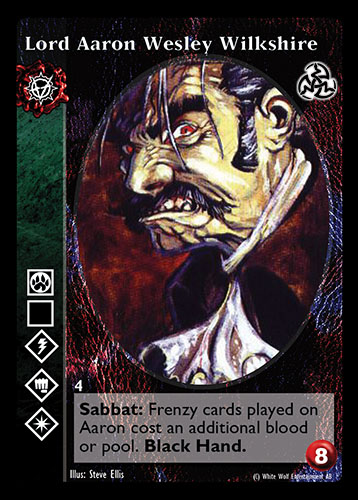 Lord Aaron Wesley Wilkshire
4
Sabbat: Frenzy cards played on
Aaron cost an additional blood
or pool. Black Hand.
8
Illus: Steve Ellis
(C) White Wolf Entertainment AB